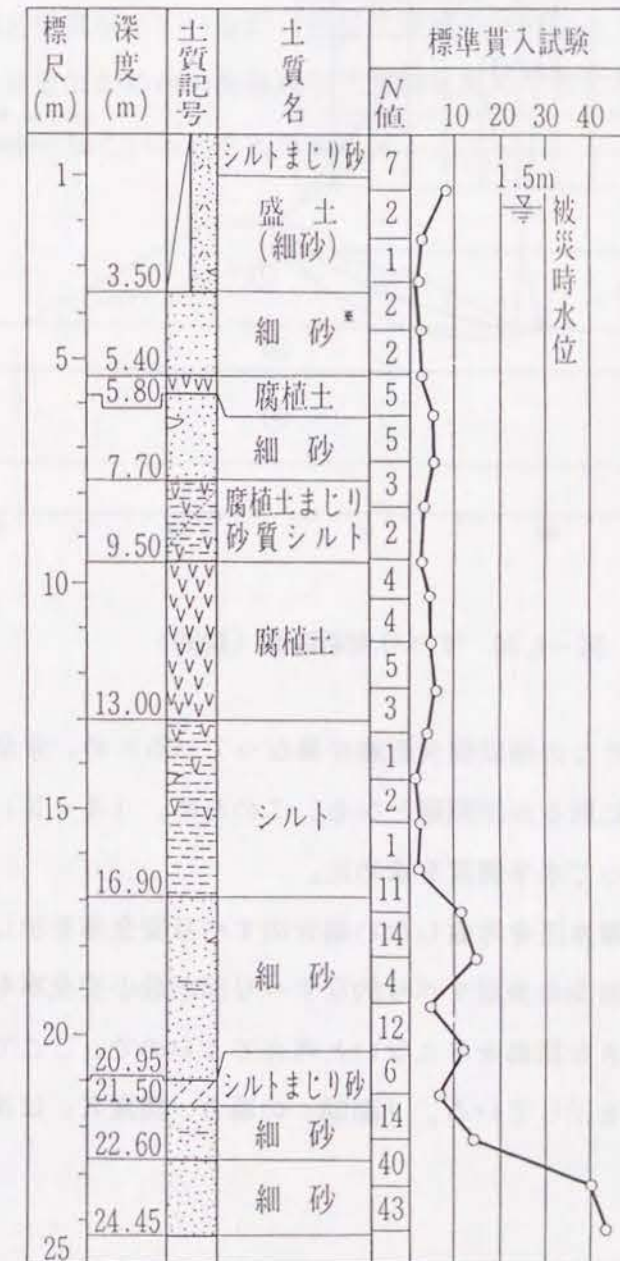 標尺(m) 深度(m) 土質記号 土質名 標準貫入試験
N値 10 20 30 40
シルトまじり砂 7
1 1.5m
盛土 2
(細砂)
被災時水位
1
3.50
2
細砂
5 2
5.40
腐植土 5
5.80
細砂 5
7.70
腐植土まじり 3
砂質シルト 2
9.50
10 4
腐植土 4
5
13.00 3
2
15 シルト
1
16.90 11
14
細砂 4
20 12
20.95
シルトまじり砂 6
21.50
細砂 14
22.60
40
細砂 43
24.45
25